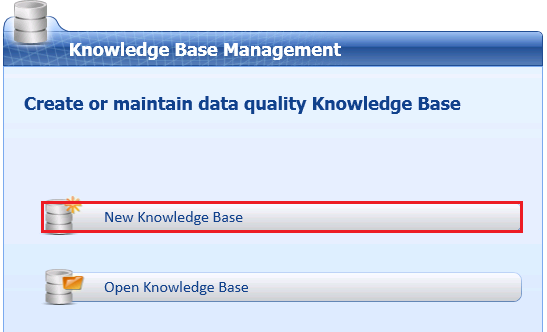 Knowledge Base Management
Create or maintain data quality Knowledge Base
New Knowledge Base
Open Knowledge Base